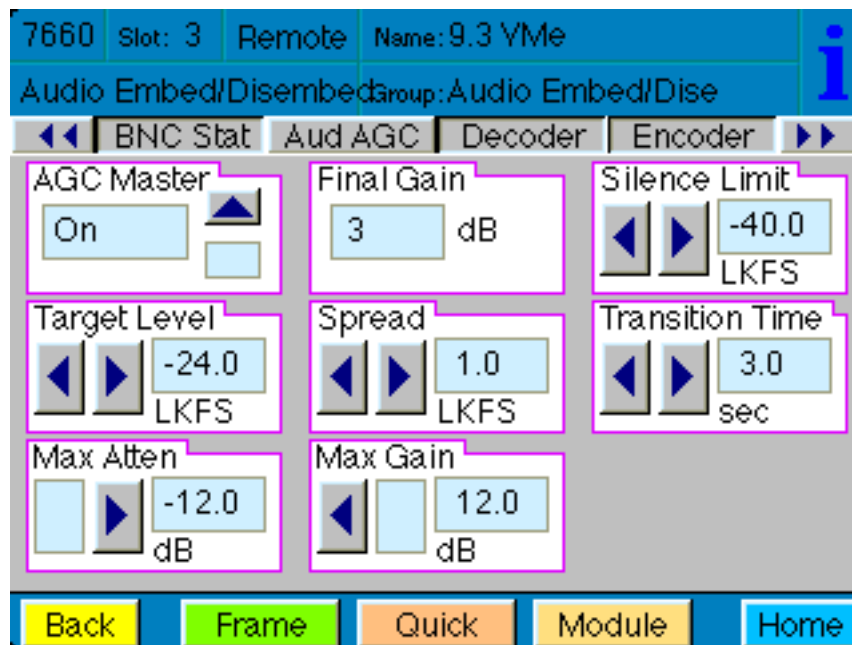 7660 Slot: 3 Remote Name: 9.3 VMe i
Audio Embed/Disembed Group: Audio Embed/Dise
BNC Stat Aud AGC Decoder Encoder
AGC Master Final Gain Silence Limit
On 3 dB -40.0
LKFS
Target Level Spread Transition Time
-24.0 1.0 3.0
LKFS LKFS sec
Max Atten Max Gain
-12.0 12.0
dB dB
Back Frame Quick Module Home